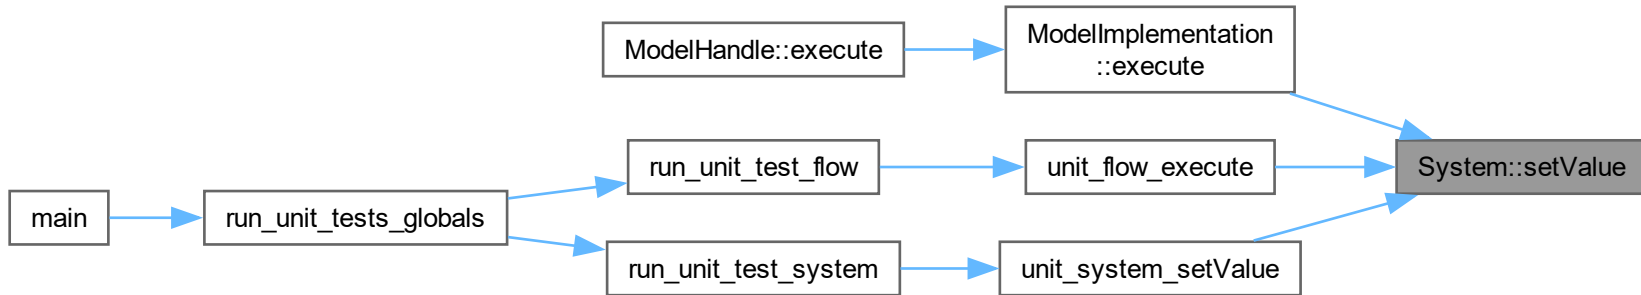 ModelHandle::execute
ModelImplementation
::execute
run_unit_test_flow
unit_flow_execute
System::setValue
main
run_unit_tests_globals
run_unit_test_system
unit_system_setValue